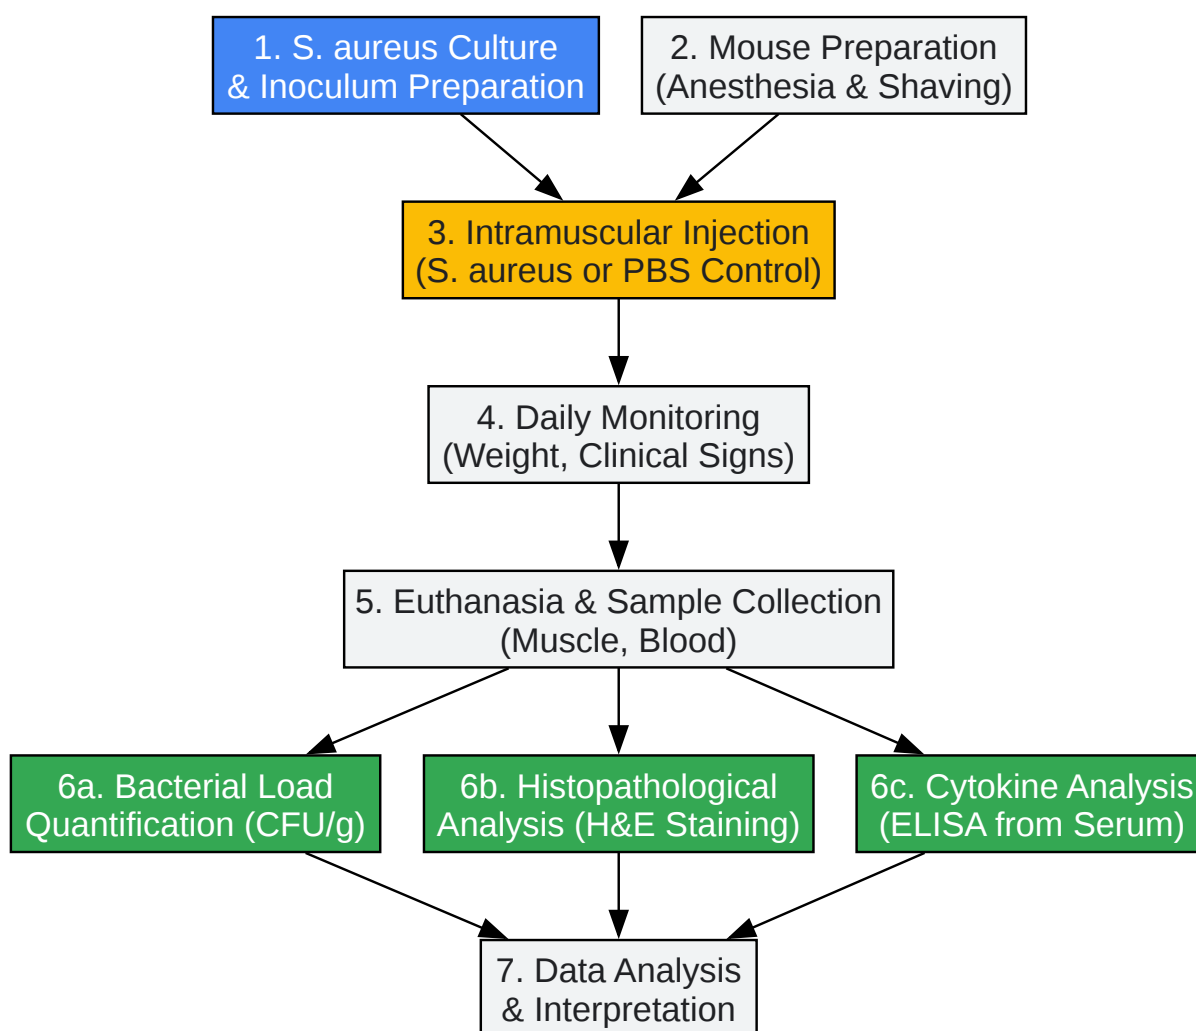 1. S. aureus Culture
& Inoculum Preparation
2. Mouse Preparation
(Anesthesia & Shaving)
3. Intramuscular Injection
(S. aureus or PBS Control)
4. Daily Monitoring
(Weight, Clinical Signs)
5. Euthanasia & Sample Collection
(Muscle, Blood)
6a. Bacterial Load
Quantification (CFU/g)
6b. Histopathological
Analysis (H&E Staining)
6c. Cytokine Analysis
(ELISA from Serum)
7. Data Analysis
& Interpretation